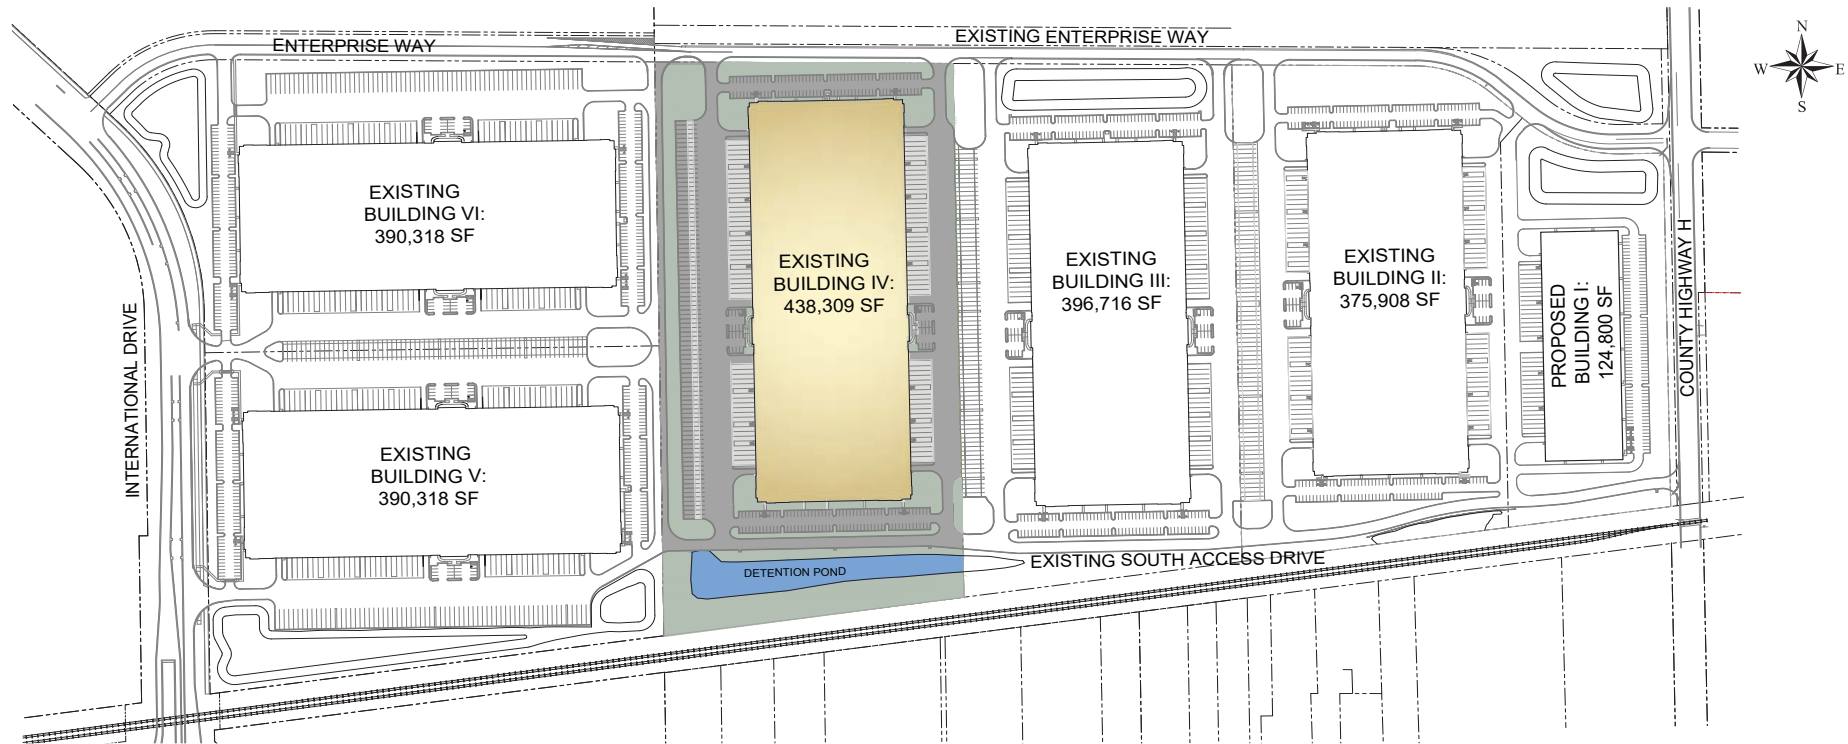 ENTERPRISE WAY
EXISTING ENTERPRISE WAY
N
W
E
S
EXISTING
BUILDING VI:
390,318 SF
EXISTING
BUILDING IV:
438,309 SF
EXISTING
BUILDING III:
396,716 SF
EXISTING
BUILDING II:
375,908 SF
PROPOSED
BUILDING I:
124,800 SF
COUNTY HIGHWAY H
INTERNATIONAL DRIVE
EXISTING
BUILDING V:
390,318 SF
DETENTION POND
EXISTING SOUTH ACCESS DRIVE